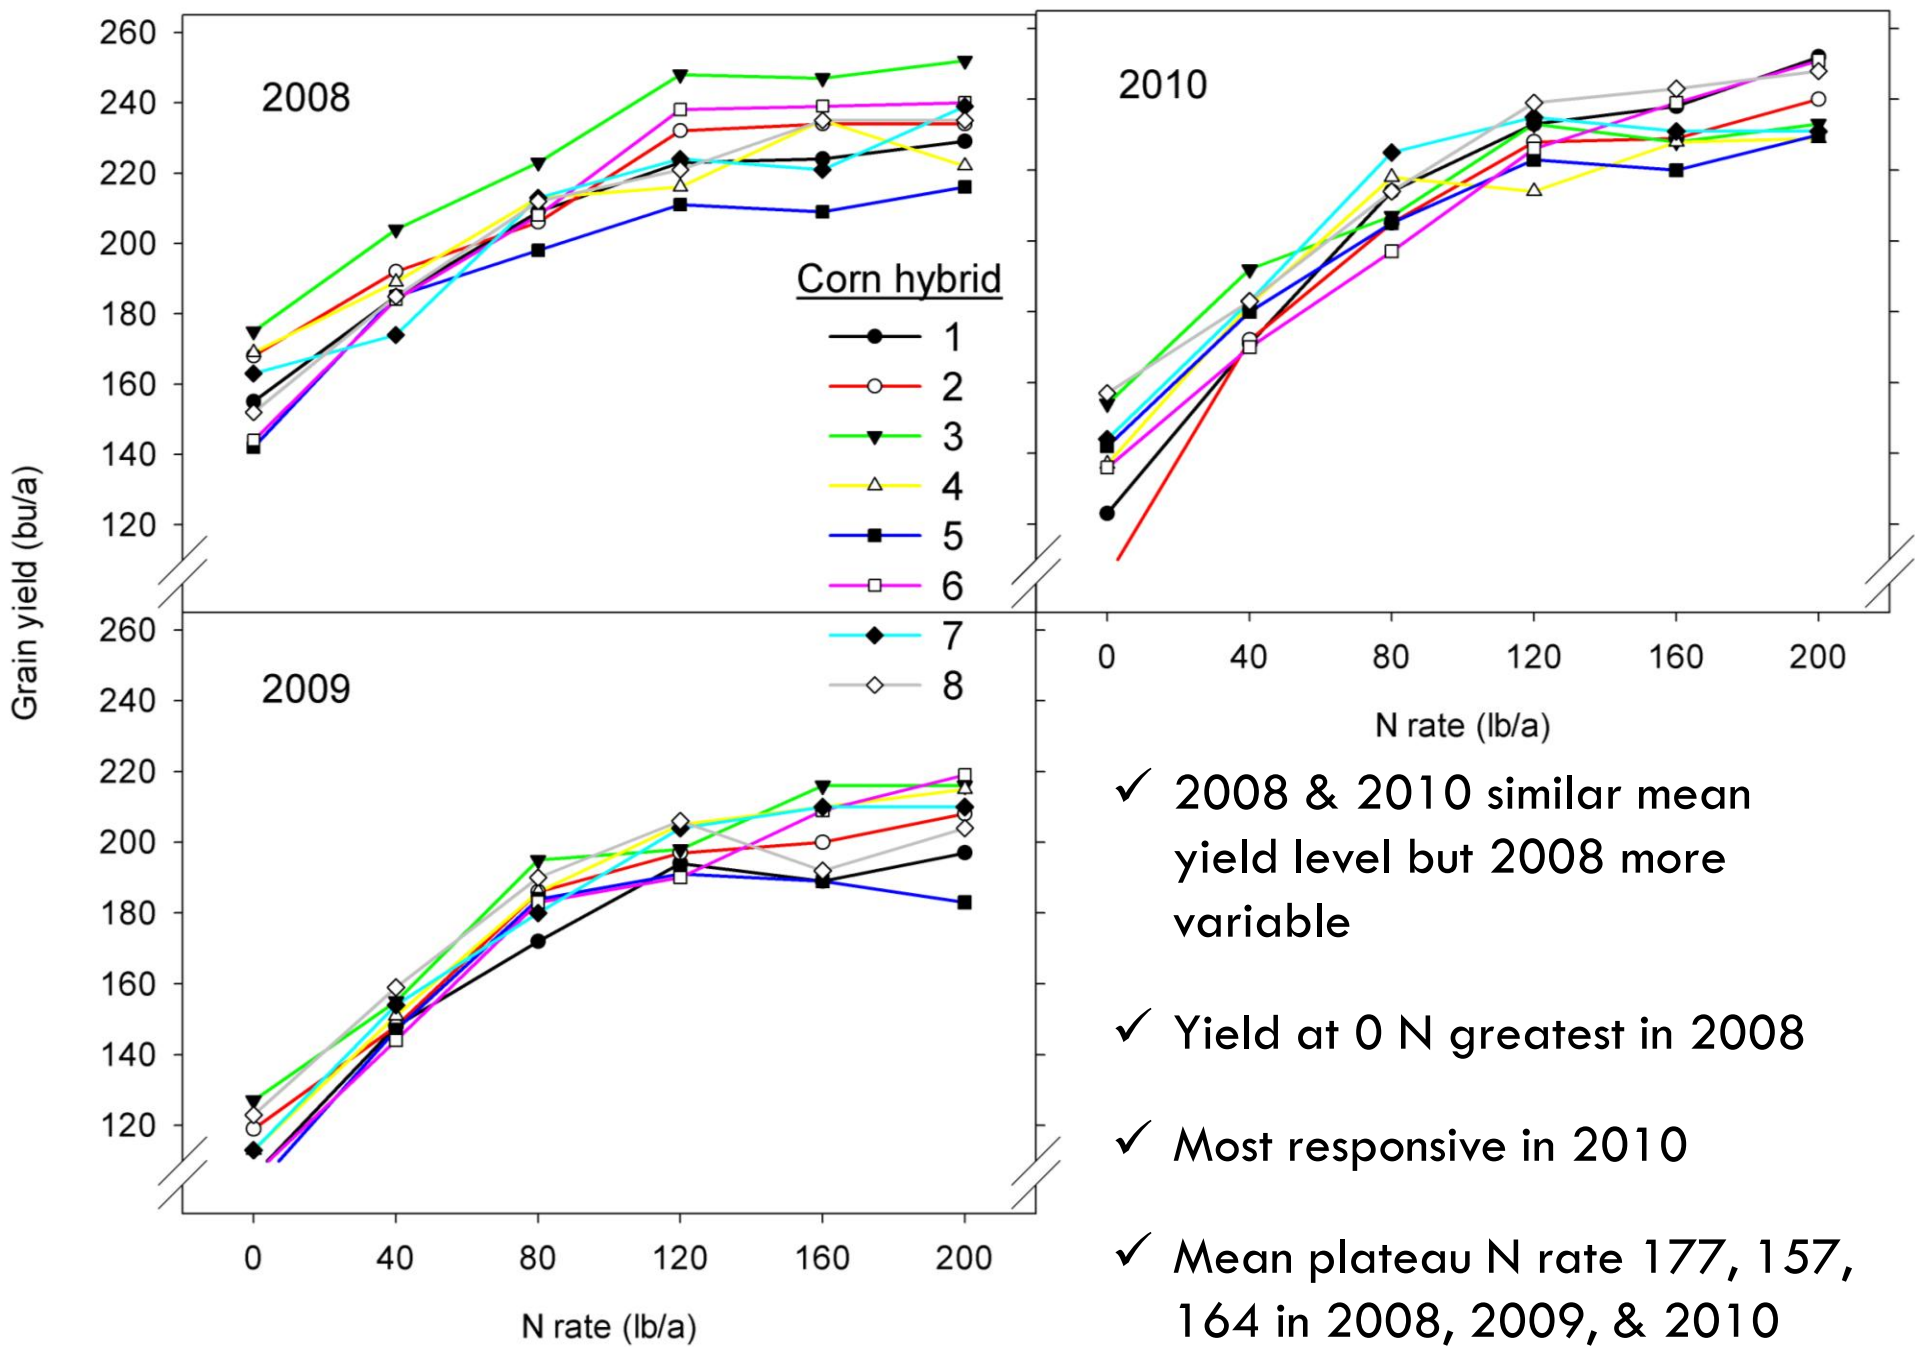 Grain yield (bu/a)
260
240
220
200
180
160
140
120
2008
Corn hybrid
1
2
3
4
5
6
7
8
2010
0 40 80 120 160 200
N rate (lb/a)
260
240
220
200
180
160
140
120
2009
0 40 80 120 160 200
N rate (lb/a)
✓ 2008 & 2010 similar mean
yield level but 2008 more
variable
✓ Yield at 0 N greatest in 2008
✓ Most responsive in 2010
✓ Mean plateau N rate 177, 157,
164 in 2008, 2009, & 2010